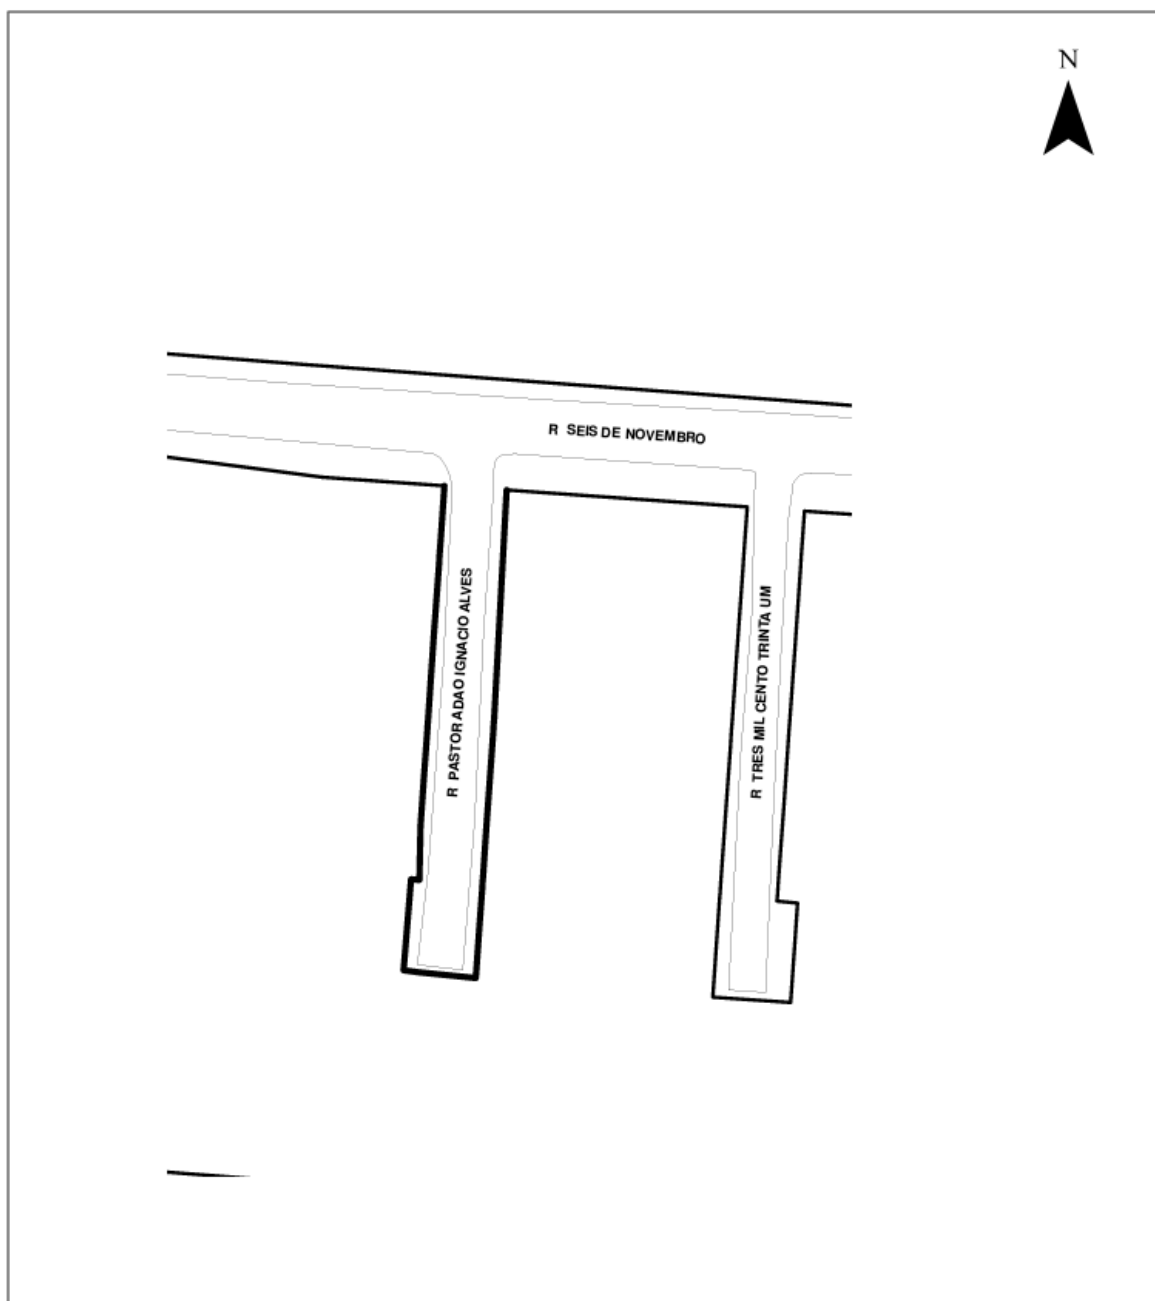 N
R SEIS DE NOVEMBRO
R PASTOR ADAO IGNACIO ALVES
R TRES MIL CENTO TRINTA UM